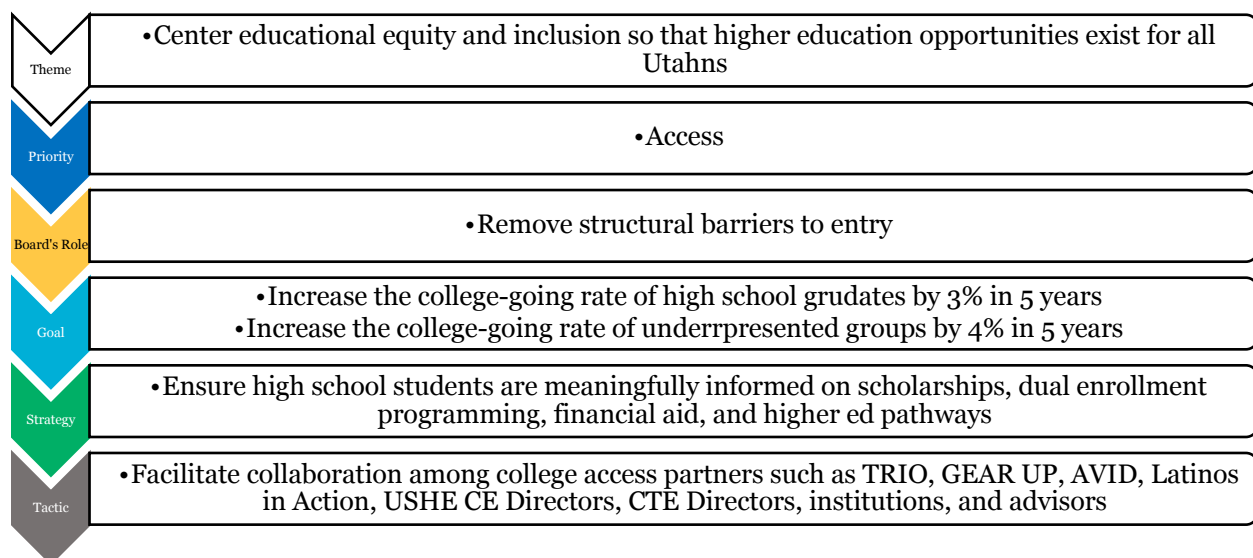 Theme
•Center educational equity and inclusion so that higher education opportunities exist for all
Utahns
Priority
•Access
Board's Role
•Remove structural barriers to entry
Goal
•Increase the college-going rate of high school grudates by 3% in 5 years
•Increase the college-going rate of underrpresented groups by 4% in 5 years
Strategy
•Ensure high school students are meaningfully informed on scholarships, dual enrollment
programming, financial aid, and higher ed pathways
Tactic
•Facilitate collaboration among college access partners such as TRIO, GEAR UP, AVID, Latinos
in Action, USHE CE Directors, CTE Directors, institutions, and advisors